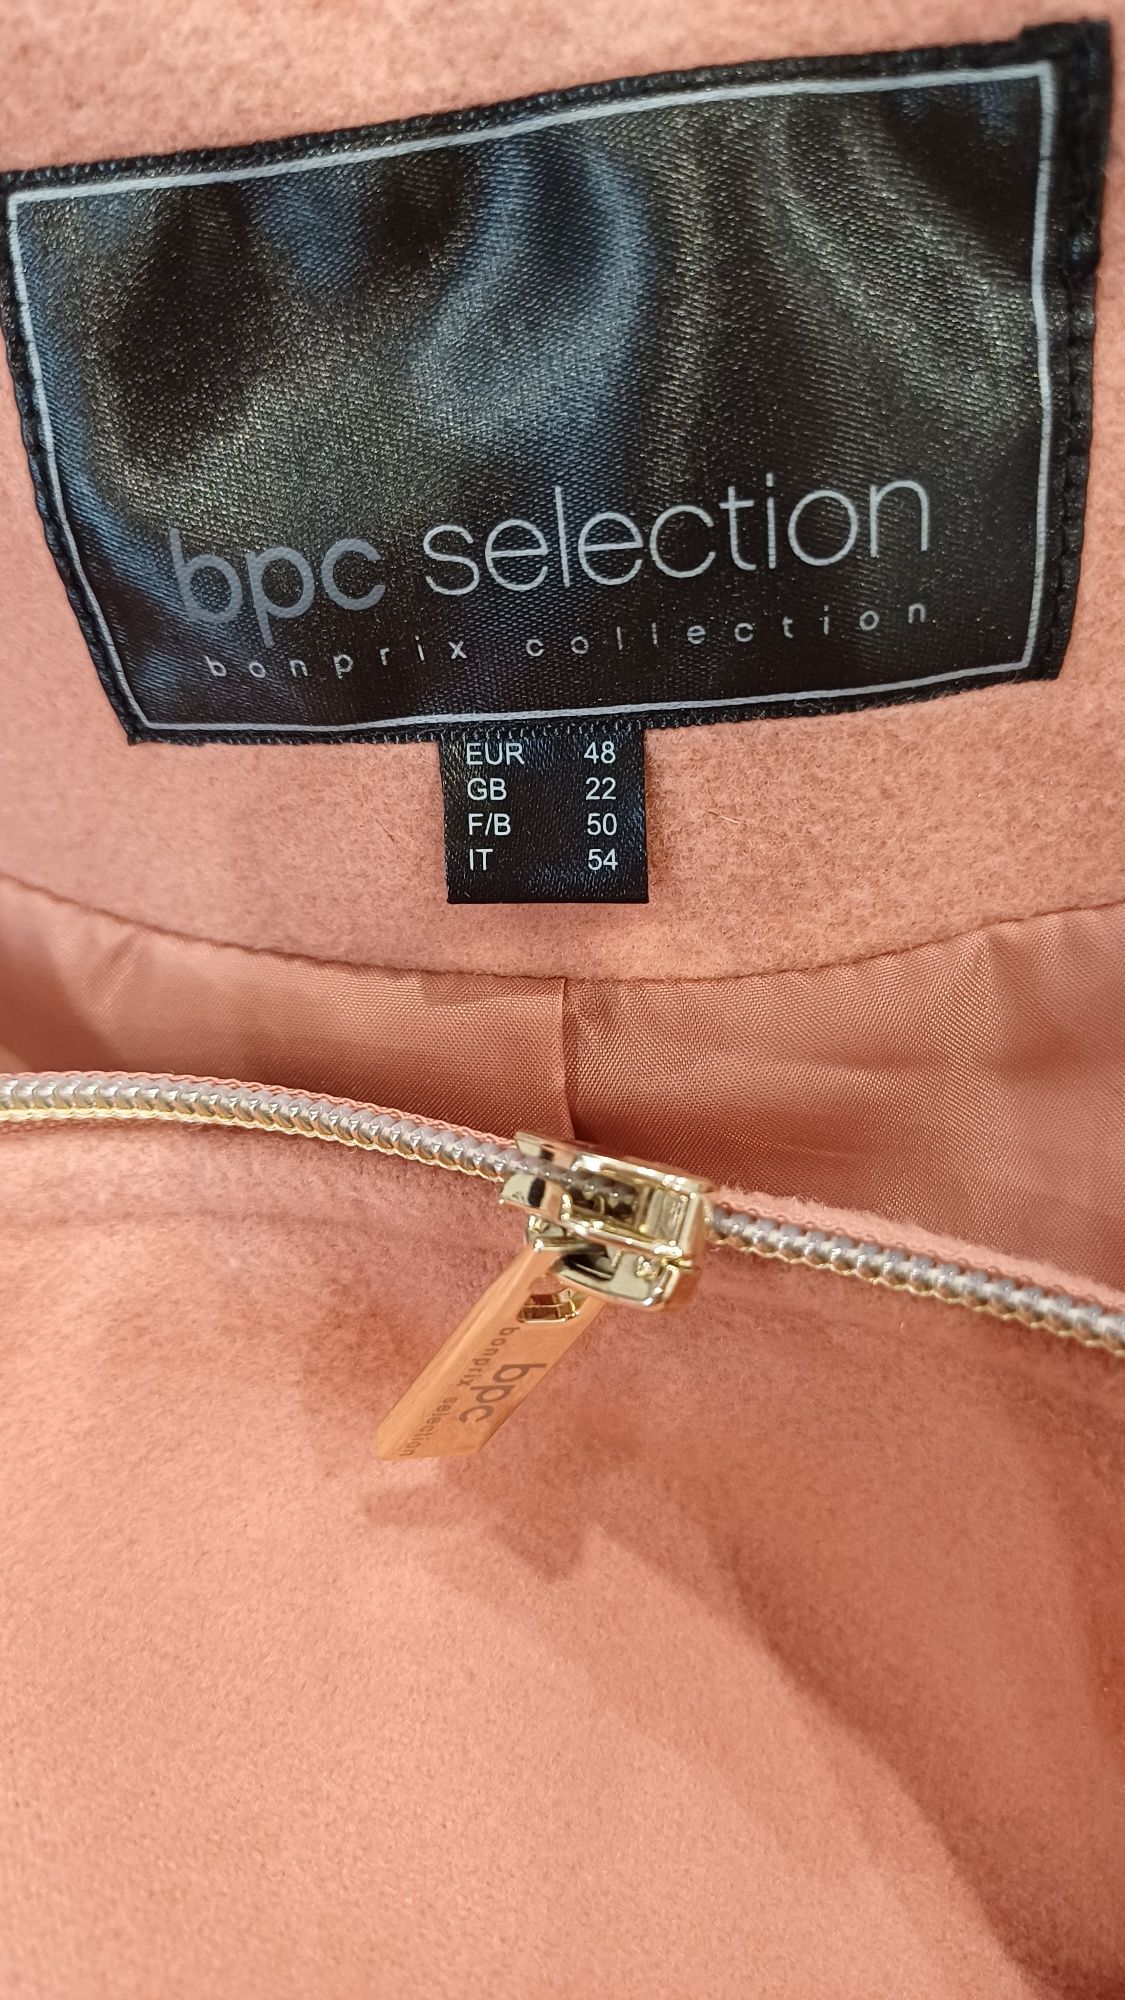 bpc selection
bonprix collection
EUR 48
GB 22
F/B 50
IT 54
bpc
bonprix selection